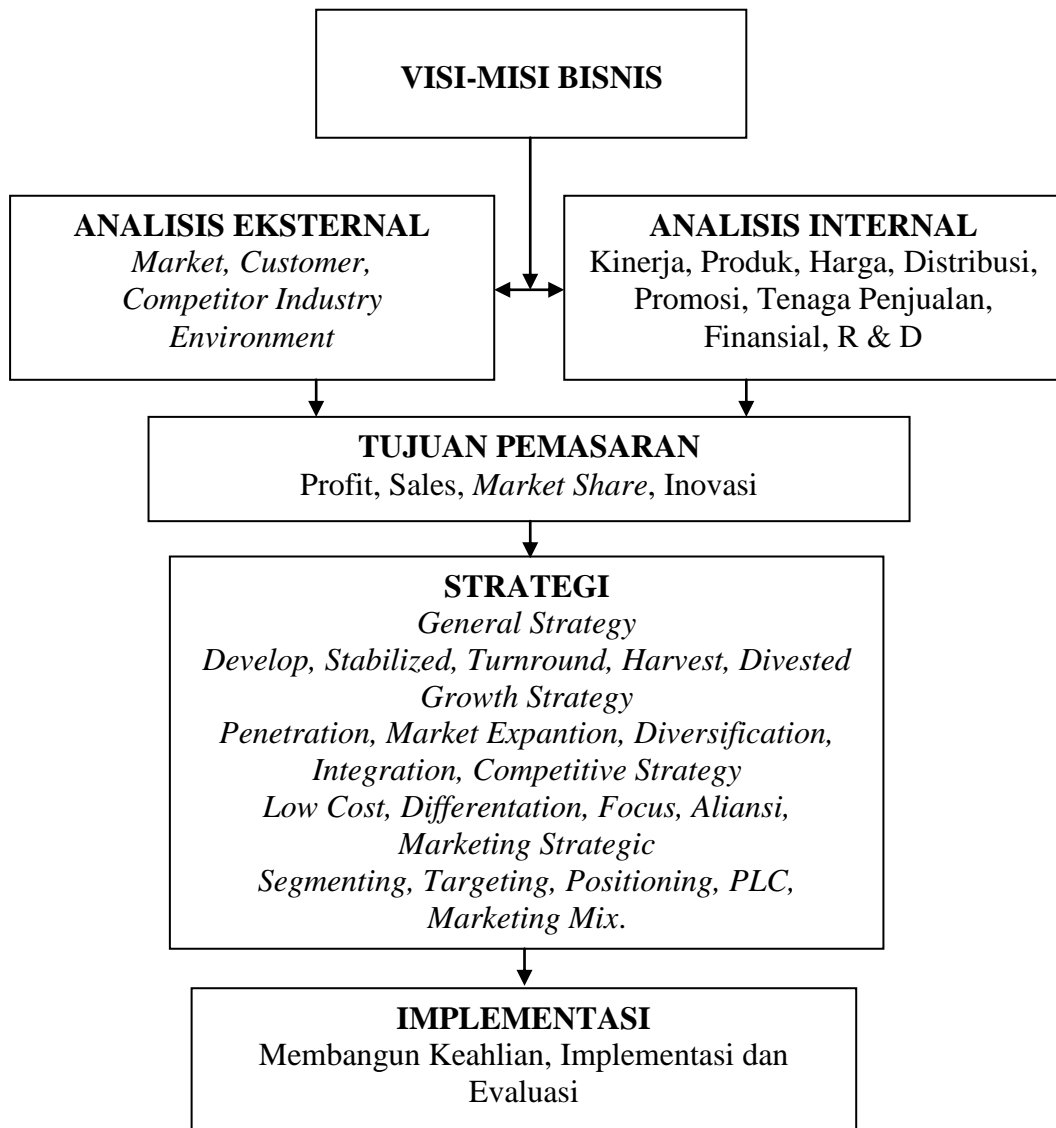 VISI-MISI BISNIS
ANALISIS EKSTERNAL
Market, Customer,
Competitor Industry
Environment
ANALISIS INTERNAL
Kinerja, Produk, Harga, Distribusi,
Promosi, Tenaga Penjualan,
Finansial, R & D
TUJUAN PEMASARAN
Profit, Sales, Market Share, Inovasi
STRATEGI
General Strategy
Develop, Stabilized, Turnround, Harvest, Divested
Growth Strategy
Penetration, Market Expantion, Diversification,
Integration, Competitive Strategy
Low Cost, Differentation, Focus, Aliansi,
Marketing Strategic
Segmenting, Targeting, Positioning, PLC,
Marketing Mix.
IMPLEMENTASI
Membangun Keahlian, Implementasi dan
Evaluasi